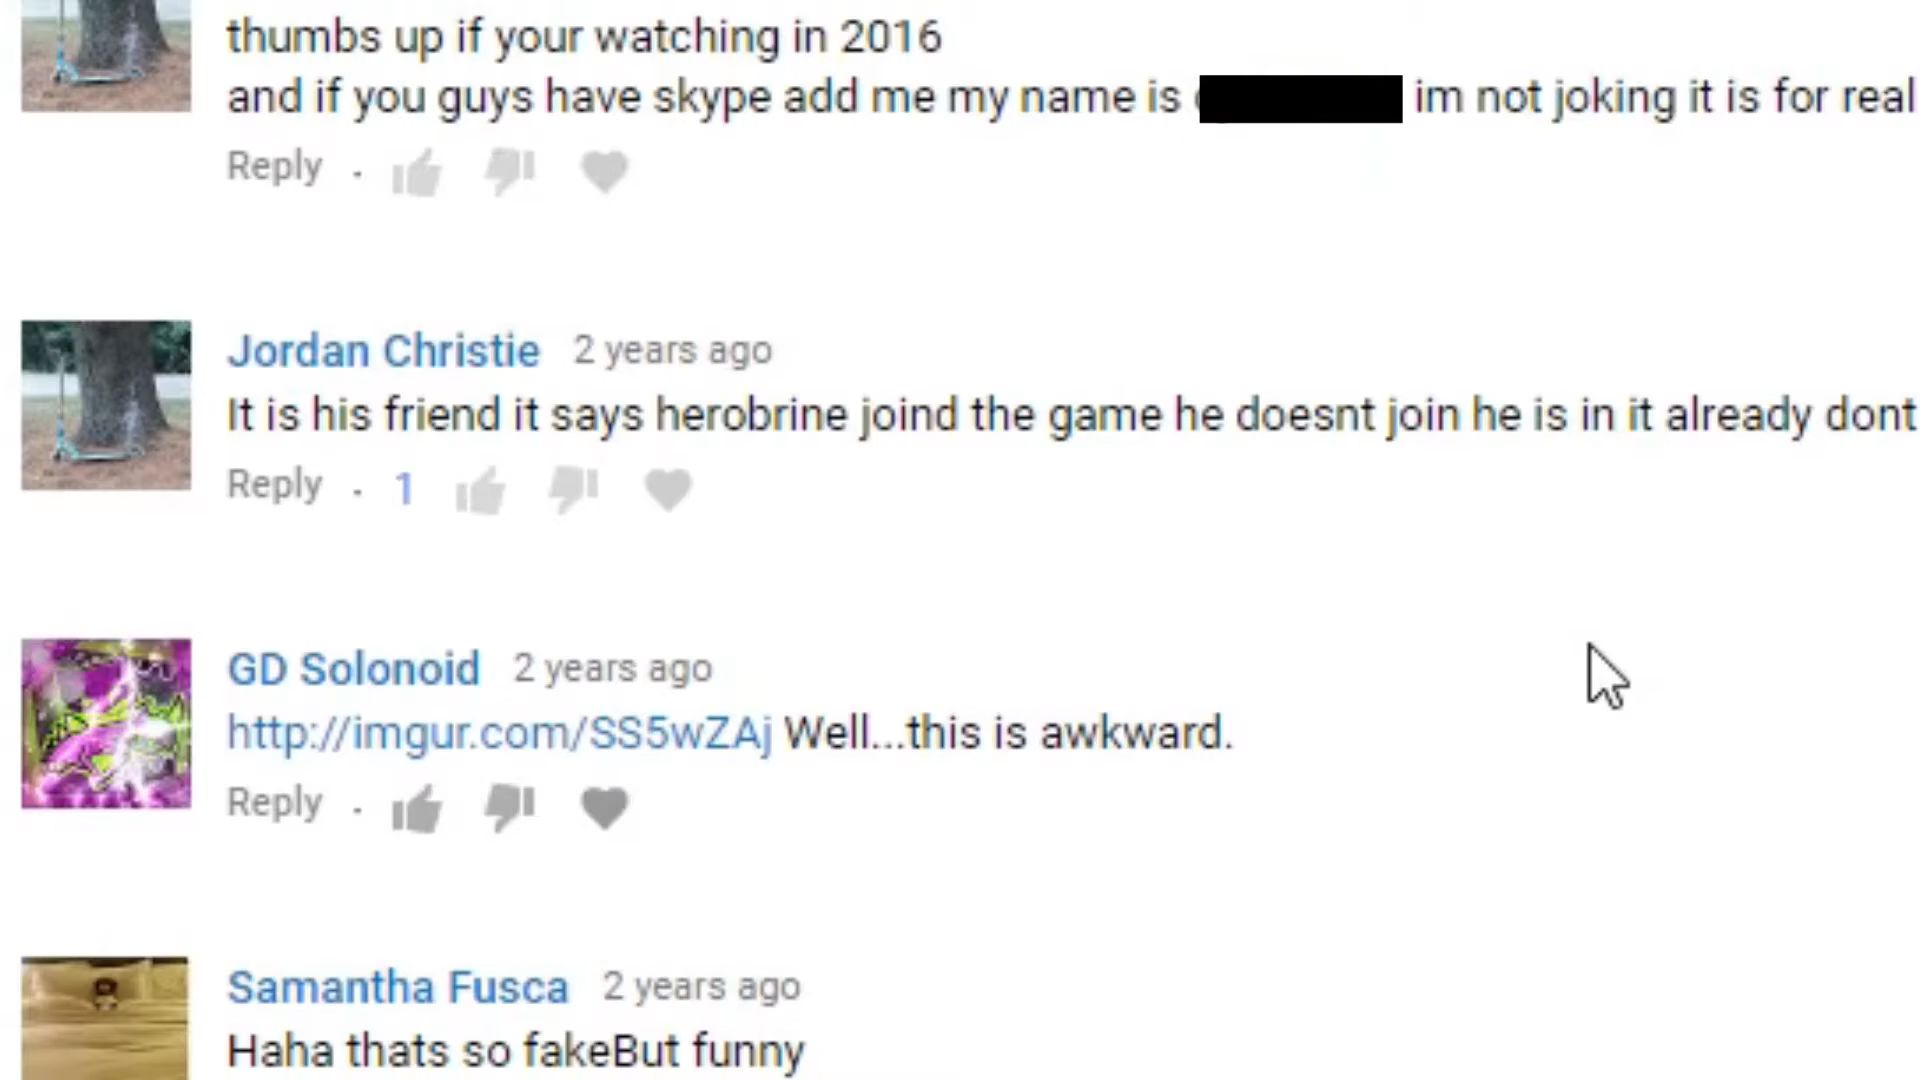 thumbs up if your watching in 2016
and if you guys have skype add me my name is im not joking it is for real
Reply .
Jordan Christie 2 years ago
It is his friend it says herobrine joind the game he doesnt join he is in it already dont
Reply . 1
GD Solonoid 2 years ago
http://imgur.com/SS5wZAj Well...this is awkward.
Reply .
Samantha Fusca 2 years ago
Haha thats so fakeBut funny